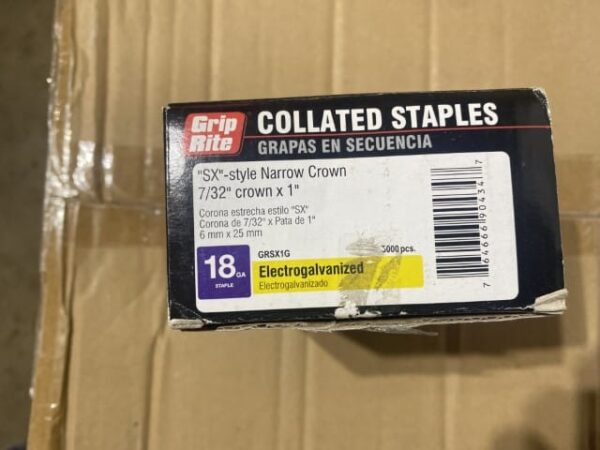 Grip
Rite
COLLATED STAPLES
GRAPAS EN SECUENCIA
"SX"-style Narrow Crown
7/32" crown x 1"
Corona estrecha estilo "SX"
Corona de 7/32" x Pata de 1"
6 mm x 25 mm
GRSX1G
5000 pcs.
18 GA
STAPLE
Electrogalvanized
Electrogalvanizado
7 64666 90434 7